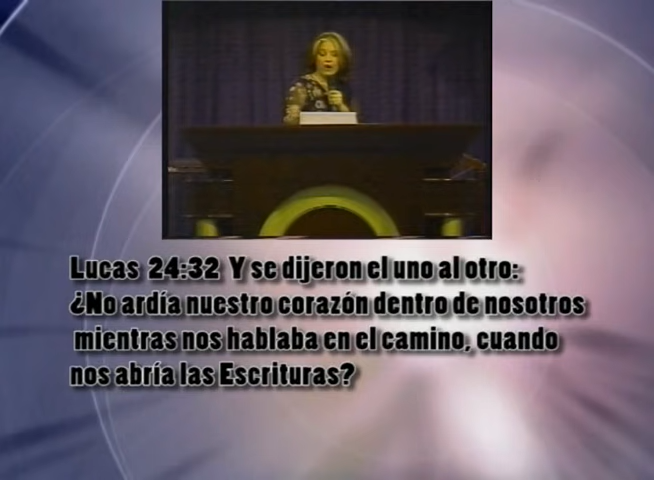 Lucas 24:32 Y se dijeron el uno al otro:
¿No ardía nuestro corazón dentro de nosotros
mientras nos hablaba en el camino, cuando
nos abría las Escrituras?